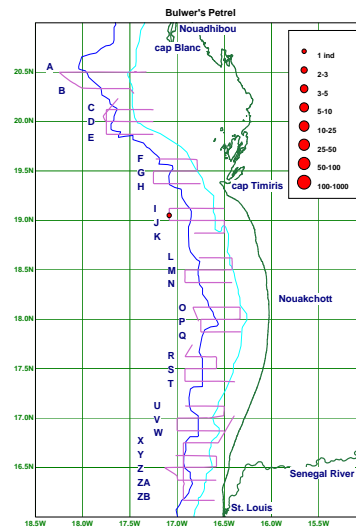 Bulwer's Petrel
Nouadhibou
cap Blanc
1 ind
2-3
3-5
5-10
10-25
25-50
50-100
100-1000
20.5N
20.0N
19.5N
19.0N
18.5N
18.0N
17.5N
17.0N
16.5N
A
B
C
D
E
F
G
H
cap Timiris
I
J
K
L
M
N
Nouakchott
O
P
Q
R
S
T
U
V
W
X
Y
Z
ZA
ZB
Senegal River
St. Louis
18.5W
18.0W
17.5W
17.0W
16.5W
16.0W
15.5W